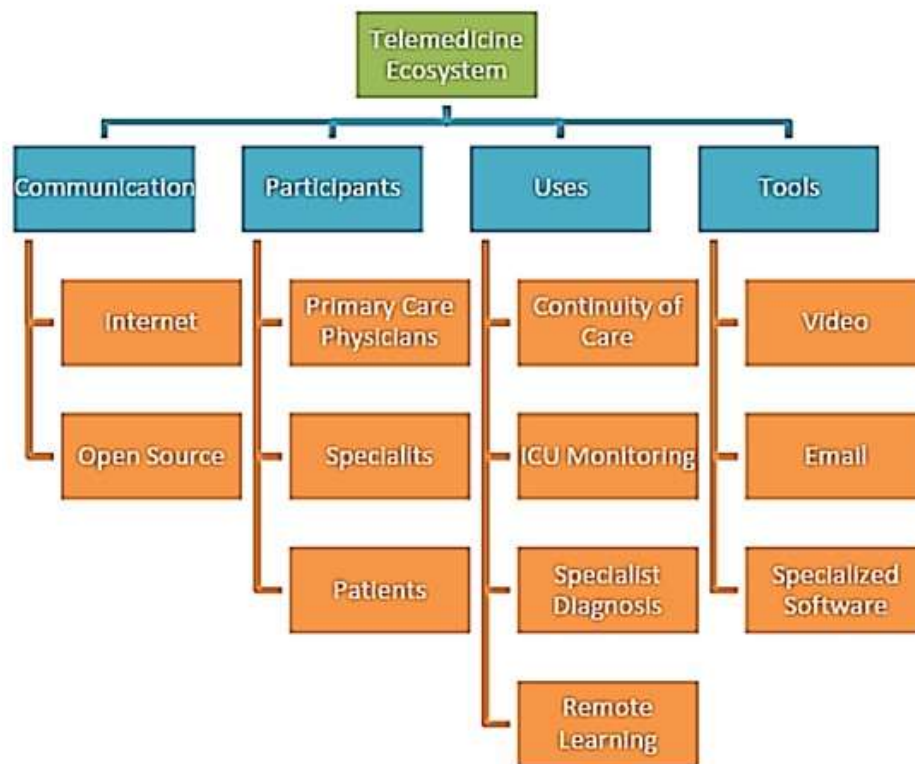 Telemedicine
Ecosystem
Communication
Participants
Uses
Tools
Internet
Open Source
Primary Care
Physicians
Specialits
Patients
Continuity of
Care
ICU Monitoring
Specialist
Diagnosis
Remote
Learning
Video
Email
Specialized
Software